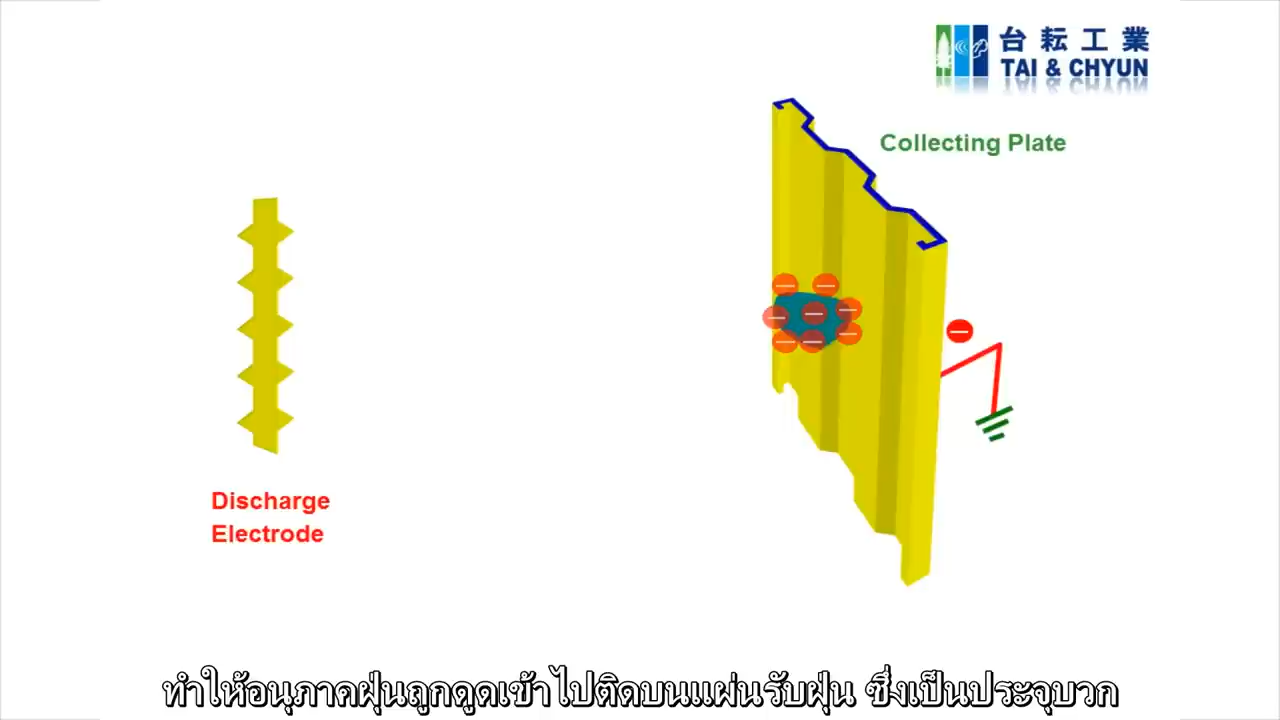 台耘工業
TAI & CHYUN
Collecting Plate
Discharge
Electrode
ทำให้อนุภาคฝุ่นถูกดูดเข้าไปติดบนแผ่นรับฝุ่น ซึ่งเป็นประจุบวก